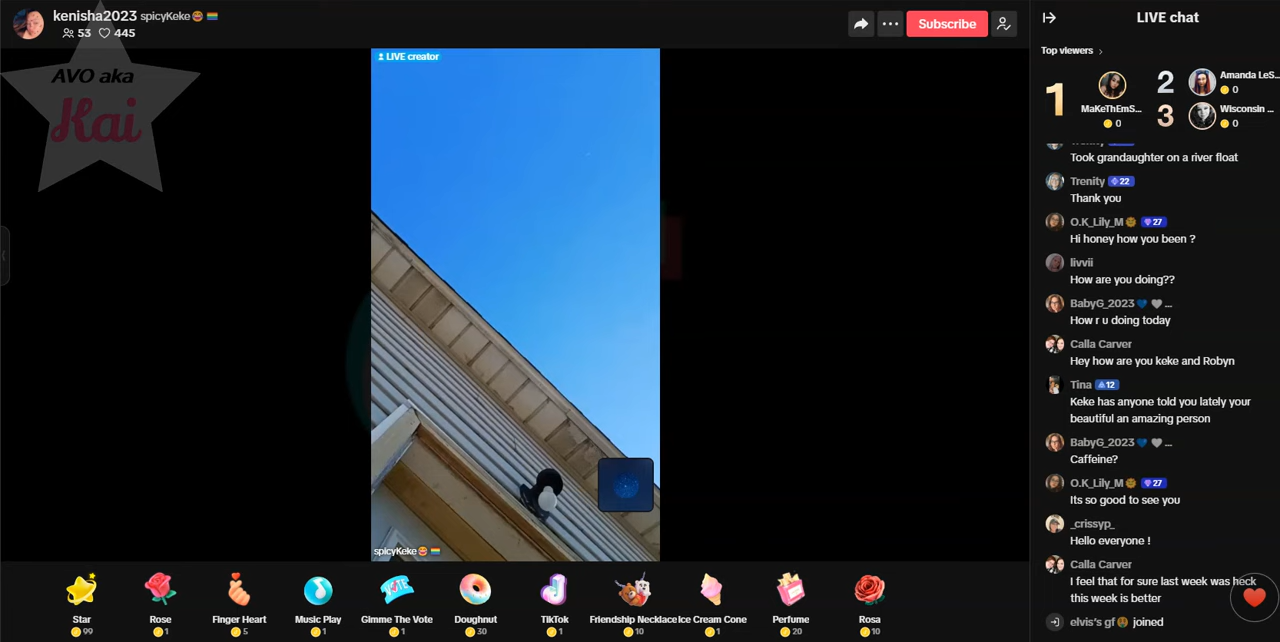 kenisha2023 spicyKeke
53 445
Subscribe
AVO aka
Kai
LIVE creator
spicyKeke
Star
99
Rose
1
Finger Heart
5
Music Play
1
Gimme The Vote
1
Doughnut
30
TikTok
1
Friendship Necklace
10
Ice Cream Cone
1
Perfume
20
Rosa
10
LIVE chat
Top viewers
1
MaKeThEmS...
0
2
Amanda LeS...
0
3
Wisconsin ...
0
Took grandaughter on a river float
Trenity 22
Thank you
O.K_Lily_M 27
Hi honey how you been ?
livvii
How are you doing??
BabyG_2023 ...
How r u doing today
Calla Carver
Hey how are you keke and Robyn
Tina 12
Keke has anyone told you lately your
beautiful an amazing person
BabyG_2023 ...
Caffeine?
O.K_Lily_M 27
Its so good to see you
_crissyp_
Hello everyone !
Calla Carver
I feel that for sure last week was heck
this week is better
elvis's gf joined